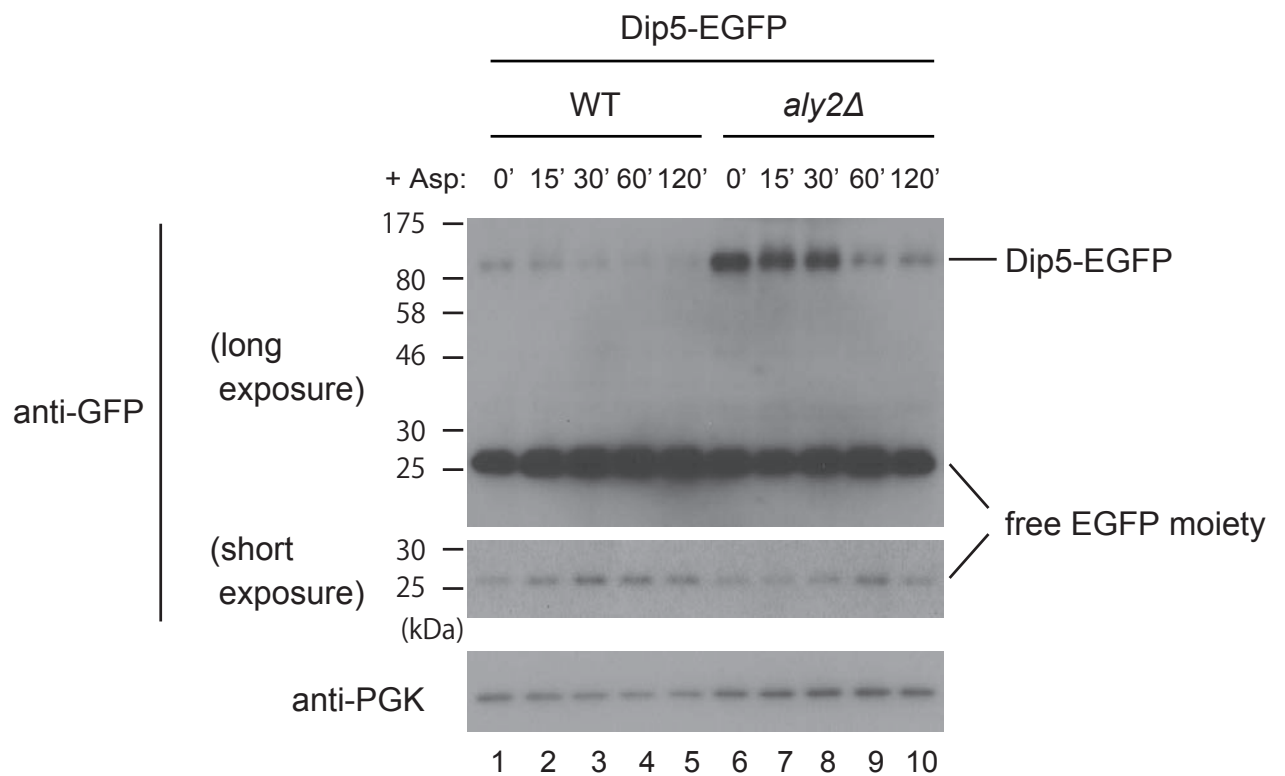 Dip5-EGFP
WT aly2Δ
+ Asp: 0’ 15’ 30’ 60’ 120’ 0’ 15’ 30’ 60’ 120’
175
80
58
46
30
25
Dip5-EGFP
(long
exposure)
anti-GFP
free EGFP moiety
(short
exposure)
30
25
(kDa)
anti-PGK
1 2 3 4 5 6 7 8 9 10